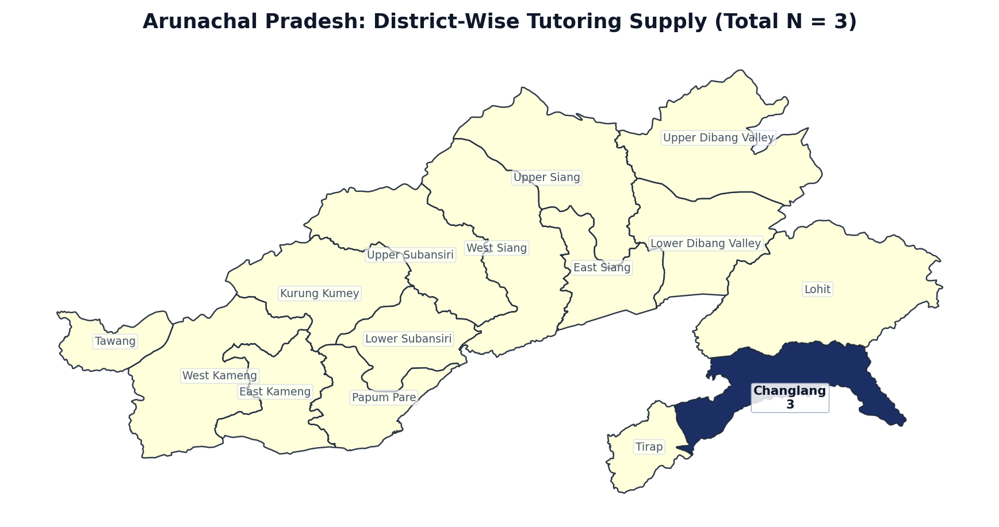 Arunachal Pradesh: District-Wise Tutoring Supply (Total N = 3)
Upper Dibang Valley
Upper Siang
Lower Dibang Valley
West Siang
Upper Subansiri
East Siang
Lohit
Kurung Kumey
Lower Subansiri
Tawang
West Kameng
East Kameng
Papum Pare
Changlang
3
Tirap